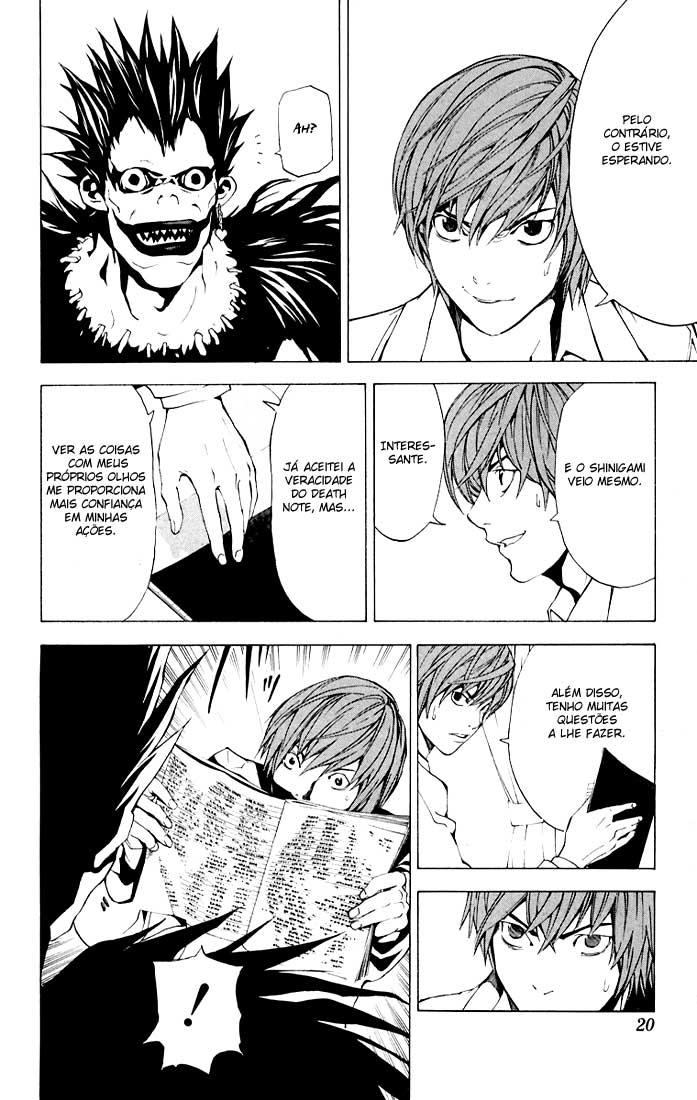 PELO
CONTRÁRIO,
O ESTIVE
ESPERANDO.
AH?
E O SHINIGAMI
VEIO MESMO.
INTERES-
SANTE.
JÁ ACEITEI A
VERACIDADE
DO DEATH
NOTE, MAS...
VER AS COISAS
COM MEUS
PRÓPRIOS OLHOS
ME PROPORCIONA
MAIS CONFIANÇA
EM MINHAS
AÇÕES.
ALÉM DISSO,
TENHO MUITAS
QUESTÕES
A LHE FAZER.
!
20